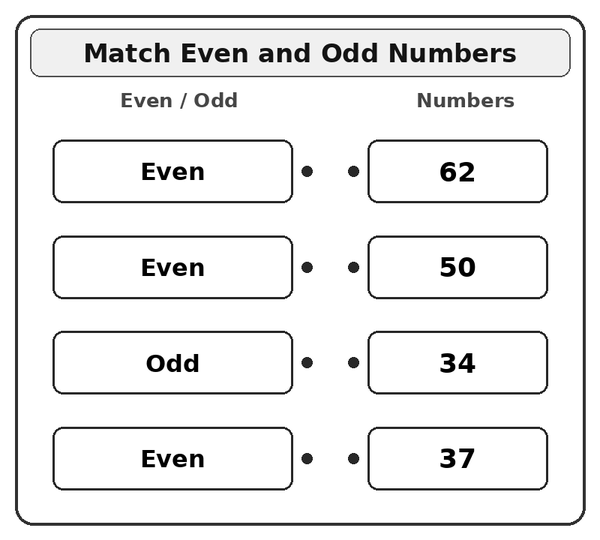 Match Even and Odd Numbers
Even / Odd Numbers
Even 62
Even 50
Odd 34
Even 37